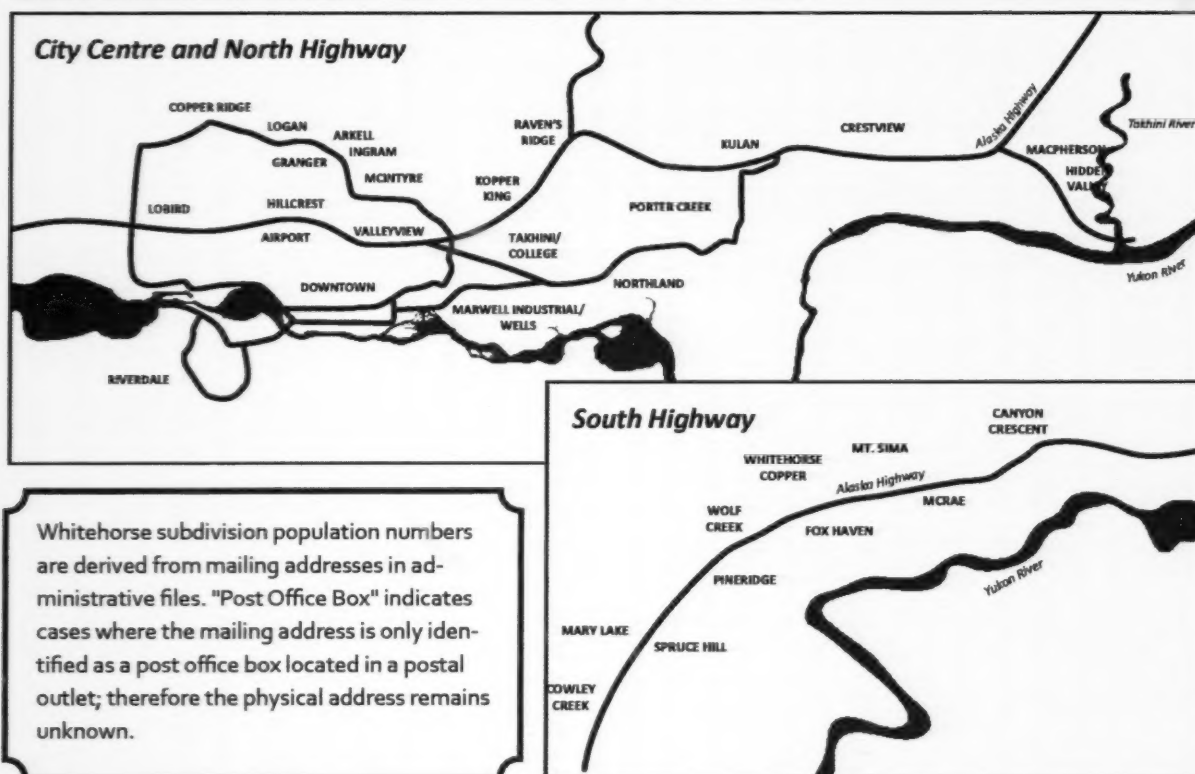 City Centre and North Highway
COPPER RIDGE
LOGAN
ARKELL
INGRAM
GRANGER
MCINTYRE
RAVEN'S
RIDGE
KULAN
CRESTVIEW
Alaska Highway
Takhini River
MACPHERSON
HIDDEN
VALLEY
KOPPER
KING
PORTER CREEK
LOBIRD
HILLCREST
AIRPORT
VALLEYVIEW
TAKHINI/
COLLEGE
DOWNTOWN
NORTHLAND
MARWELL INDUSTRIAL/
WELLS
RIVERDALE
Yukon River
South Highway
CANYON
CRESCENT
MT. SIMA
WHITEHORSE
COPPER
Alaska Highway
MCRAE
WOLF
CREEK
FOX HAVEN
PINERIDGE
Yukon River
MARY LAKE
SPRUCE HILL
COWLEY
CREEK
Whitehorse subdivision population numbers
are derived from mailing addresses in ad-
ministrative files. "Post Office Box" indicates
cases where the mailing address is only iden-
tified as a post office box located in a postal
outlet; therefore the physical address remains
unknown.